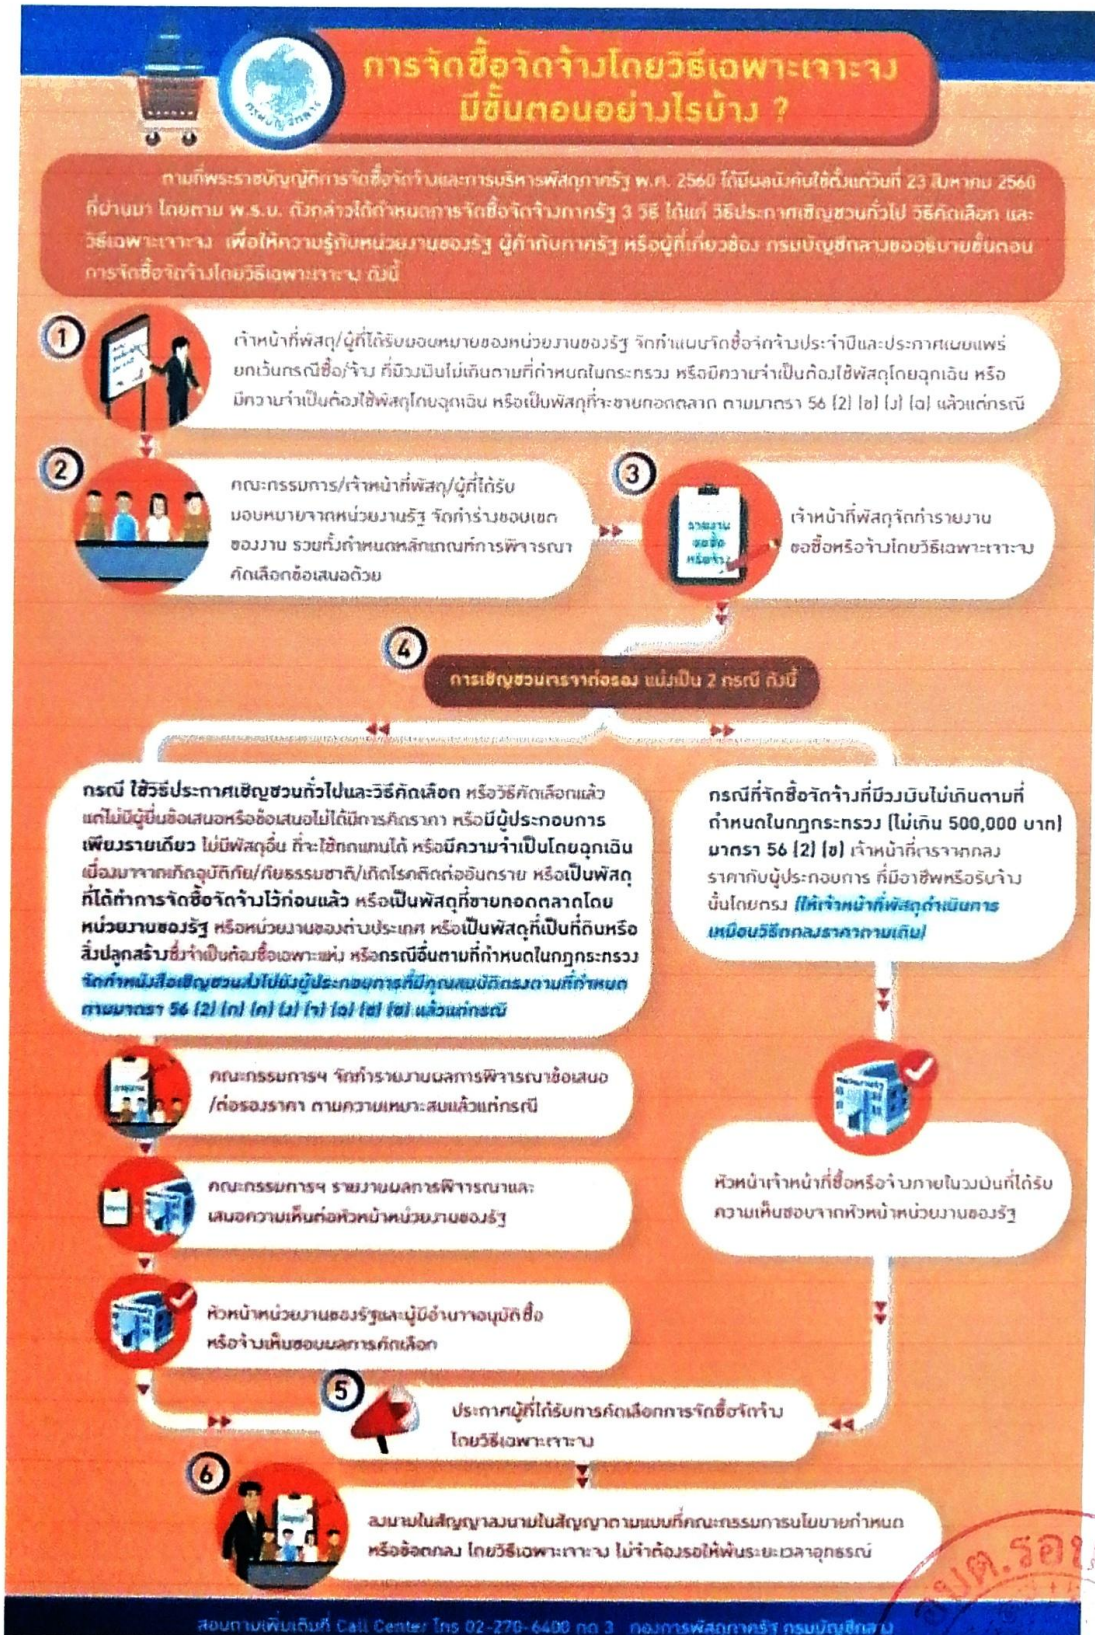 กรมบัญชีกลาง
การจัดซื้อจัดจ้างโดยวิธีเฉพาะเจาะจง
มีขั้นตอนอย่างไรบ้าง ?
ตามที่พระราชบัญญัติการจัดซื้อจัดจ้างและการบริหารพัสดุภาครัฐ พ.ศ. 2560 ได้มีผลบังคับใช้ตั้งแต่วันที่ 23 สิงหาคม 2560
ที่ผ่านมา โดยตาม พ.ร.บ. ดังกล่าวได้กำหนดการจัดซื้อจัดจ้างภาครัฐ 3 วิธี ได้แก่ วิธีประกาศเชิญชวนทั่วไป วิธีคัดเลือก และ
วิธีเฉพาะเจาะจง เพื่อให้ความรู้กับหน่วยงานของรัฐ ผู้ค้ากับภาครัฐ หรือผู้ที่เกี่ยวข้อง กรมบัญชีกลางขออธิบายขั้นตอน
การจัดซื้อจัดจ้างโดยวิธีเฉพาะเจาะจง ดังนี้
1
เจ้าหน้าที่พัสดุ/ผู้ที่ได้รับมอบหมายของหน่วยงานของรัฐ จัดทำแผนจัดซื้อจัดจ้างประจำปีและประกาศเผยแพร่
ยกเว้นกรณีซื้อ/จ้าง ที่มีวงเงินไม่เกินตามที่กำหนดในกระทรวง หรือมีความจำเป็นต้องใช้พัสดุโดยฉุกเฉิน หรือ
มีความจำเป็นต้องใช้พัสดุโดยฉุกเฉิน หรือเป็นพัสดุที่จะขายทอดตลาด ตามมาตรา 56 (2) (ข) (ง) (ฉ) แล้วแต่กรณี
2
คณะกรรมการ/เจ้าหน้าที่พัสดุ/ผู้ที่ได้รับ
มอบหมายจากหน่วยงานรัฐ จัดทำร่างขอบเขต
ของงาน รวมทั้งกำหนดหลักเกณฑ์การพิจารณา
คัดเลือกข้อเสนอด้วย
3
รายงาน
ขอซื้อ
หรือจ้าง
เจ้าหน้าที่พัสดุจัดทำรายงาน
ขอซื้อหรือจ้างโดยวิธีเฉพาะเจาะจง
4
การเชิญชวนเจรจาต่อรอง แบ่งเป็น 2 กรณี ดังนี้
กรณี ใช้วิธีประกาศเชิญชวนทั่วไปและวิธีคัดเลือก หรือวิธีคัดเลือกแล้ว
แต่ไม่มีผู้ยื่นข้อเสนอหรือข้อเสนอไม่ได้มีการคิดราคา หรือมีผู้ประกอบการ
เพียงรายเดียว ไม่มีพัสดุอื่น ที่จะใช้ทดแทนได้ หรือมีความจำเป็นโดยฉุกเฉิน
เนื่องมาจากเกิดอุบัติภัย/ภัยธรรมชาติ/เกิดโรคติดต่ออันตราย หรือเป็นพัสดุ
ที่ได้ทำการจัดซื้อจัดจ้างไว้ก่อนแล้ว หรือเป็นพัสดุที่ขายทอดตลาดโดย
หน่วยงานของรัฐ หรือหน่วยงานของต่างประเทศ หรือเป็นพัสดุที่เป็นที่ดินหรือ
สิ่งปลูกสร้างซึ่งจำเป็นต้องซื้อเฉพาะแห่ง หรือกรณีอื่นตามที่กำหนดในกฎกระทรวง
จัดทำหนังสือเชิญชวนส่งไปยังผู้ประกอบการที่มีคุณสมบัติตรงตามที่กำหนด
ตามมาตรา 56 (2) (ก) (ค) (ง) (จ) (ฉ) (ช) (ซ) แล้วแต่กรณี
กรณีที่จัดซื้อจัดจ้างที่มีวงเงินไม่เกินตามที่
กำหนดในกฎกระทรวง (ไม่เกิน 500,000 บาท)
มาตรา 56 (2) (ข) เจ้าหน้าที่เจรจาตกลง
ราคากับผู้ประกอบการ ที่มีอาชีพหรือรับจ้าง
นั้นโดยตรง (ให้เจ้าหน้าที่พัสดุดำเนินการ
เหมือนวิธีตกลงราคาตามเดิม)
คณะกรรมการฯ จัดทำรายงานผลการพิจารณาข้อเสนอ
/ต่อรองราคา ตามความเหมาะสมแล้วแต่กรณี
คณะกรรมการฯ รายงานผลการพิจารณาและ
เสนอความเห็นต่อหัวหน้าหน่วยงานของรัฐ
หัวหน้าเจ้าหน้าที่ซื้อหรือจ้างภายในวงเงินที่ได้รับ
ความเห็นชอบจากหัวหน้าหน่วยงานของรัฐ
หัวหน้าหน่วยงานของรัฐและผู้มีอำนาจอนุมัติซื้อ
หรือจ้างเห็นชอบผลการคัดเลือก
5
ประกาศผู้ที่ได้รับการคัดเลือกการจัดซื้อจัดจ้าง
โดยวิธีเฉพาะเจาะจง
6
ลงนามในสัญญาลงนามในสัญญาตามแบบที่คณะกรรมการนโยบายกำหนด
หรือข้อตกลง โดยวิธีเฉพาะเจาะจง ไม่จำต้องรอให้พ้นระยะเวลาอุทธรณ์
อบต.รอบ
สอบถามเพิ่มเติมที่ Call Center โทร 02-270-6400 กด 3 กองการพัสดุภาครัฐ กรมบัญชีกลาง